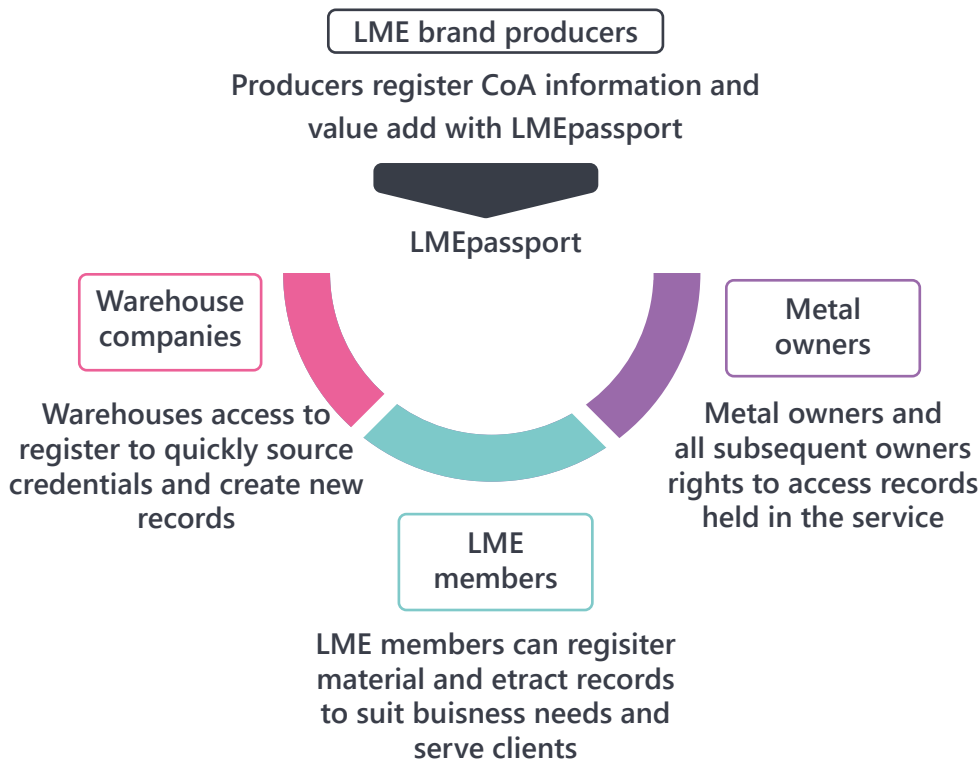 LME brand producers
Producers register CoA information and
value add with LMEpassport
LMEpassport
Warehouse
companies
Warehouses access to
register to quickly source
credentials and create new
records
LME
members
LME members can regisiter
material and etract records
to suit buisness needs and
serve clients
Metal
owners
Metal owners and
all subsequent owners
rights to access records
held in the service